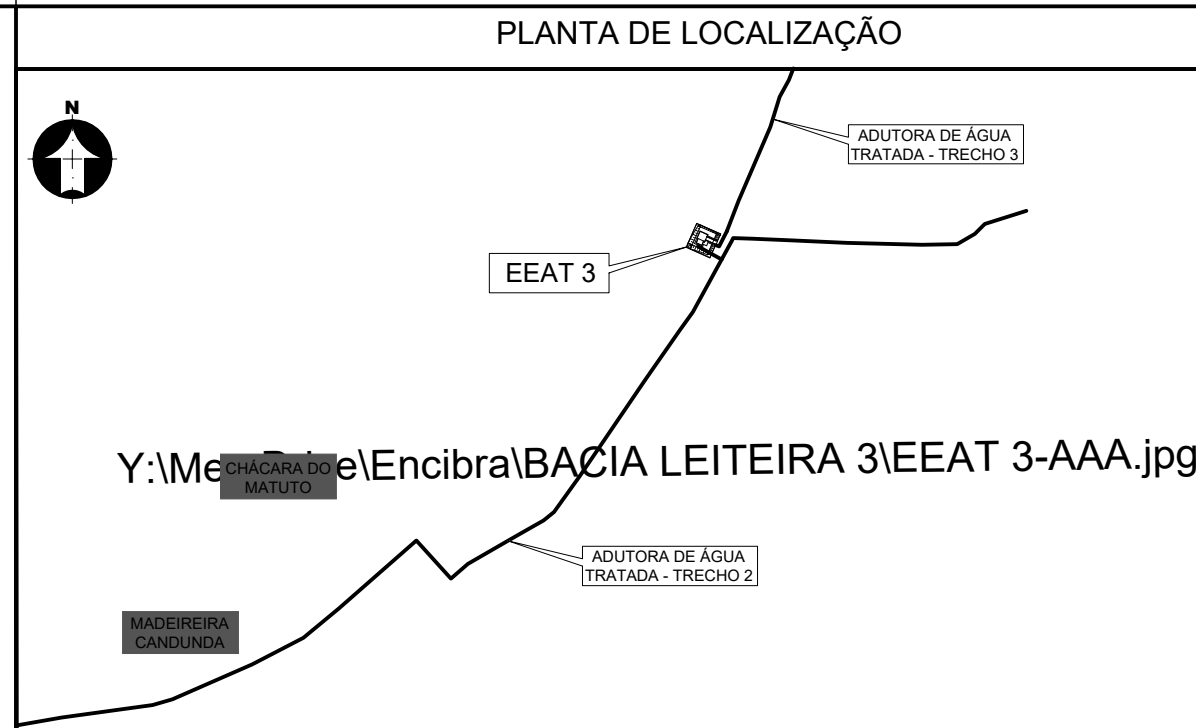 PLANTA DE LOCALIZAÇÃO
N
ADUTORA DE ÁGUA
TRATADA - TRECHO 3
EEAT 3
Y:\Me e\Encibra\BACIA LEITEIRA 3\EEAT 3-AAA.jpg
CHÁCARA DO
MATUTO
ADUTORA DE ÁGUA
TRATADA - TRECHO 2
MADEIREIRA
CANDUNDA